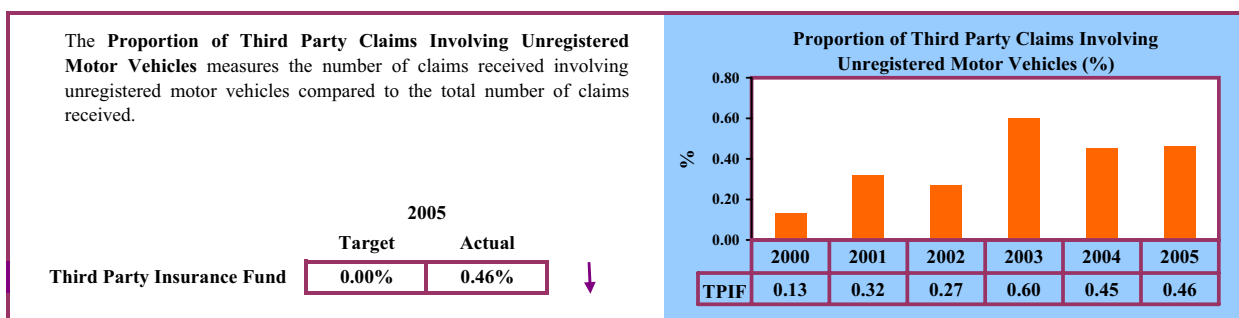 The Proportion of Third Party Claims Involving Unregistered
Motor Vehicles measures the number of claims received involving
unregistered motor vehicles compared to the total number of claims
received.
2005
Target Actual
Third Party Insurance Fund 0.00% 0.46%
Proportion of Third Party Claims Involving
Unregistered Motor Vehicles (%)
0.80
0.60
0.40
0.20
0.00
%
2000 2001 2002 2003 2004 2005
TPIF 0.13 0.32 0.27 0.60 0.45 0.46